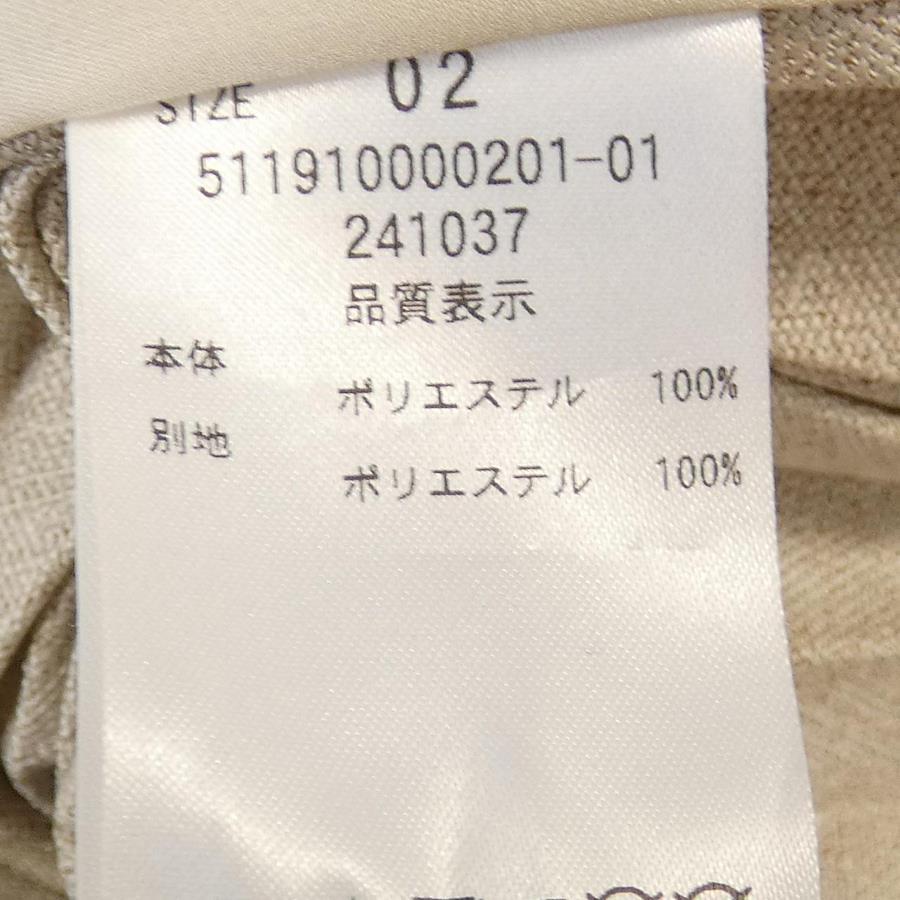 SIZE 02
511910000201-01
241037
品質表示
本体
ポリエステル 100%
別地
ポリエステル 100%